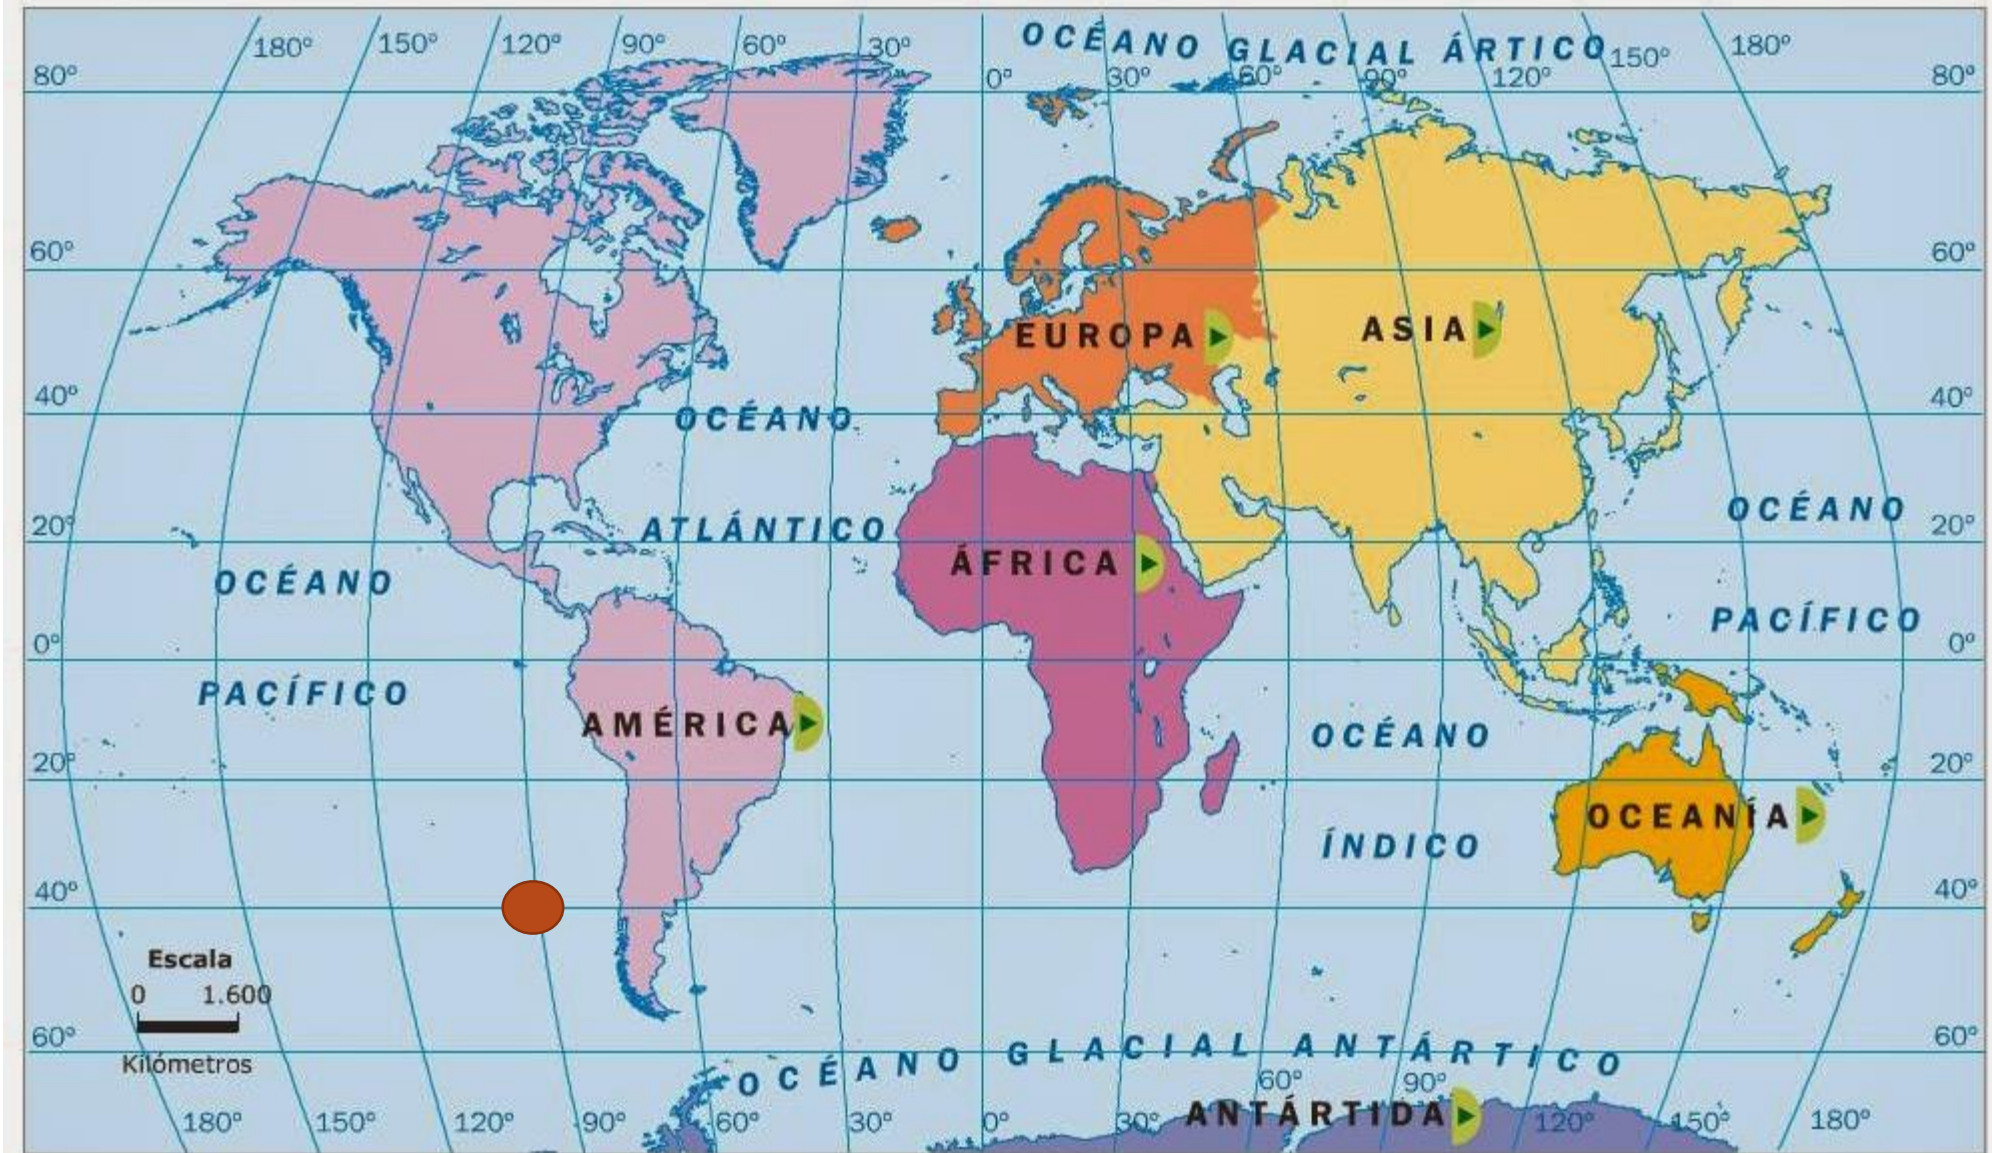 OCÉANO GLACIAL ÁRTICO
180º 150º 120º 90º 60º 30º 0º 30º 60º 90º 120º 150º 180º
80º 80º
60º 60º
EUROPA ASIA
40º 40º
OCÉANO
ATLÁNTICO
OCÉANO
20º 20º
ÁFRICA
OCÉANO
PACÍFICO
0º 0º
PACÍFICO
AMÉRICA
OCÉANO
20º 20º
OCEANÍA
ÍNDICO
40º 40º
Escala
0 1.600
Kilómetros
60º 60º
OCÉANO GLACIAL ANTÁRTICO
60º 90º
180º 150º 120º 90º 60º 30º 0º 30º ANTÁRTIDA 120º 150º 180º